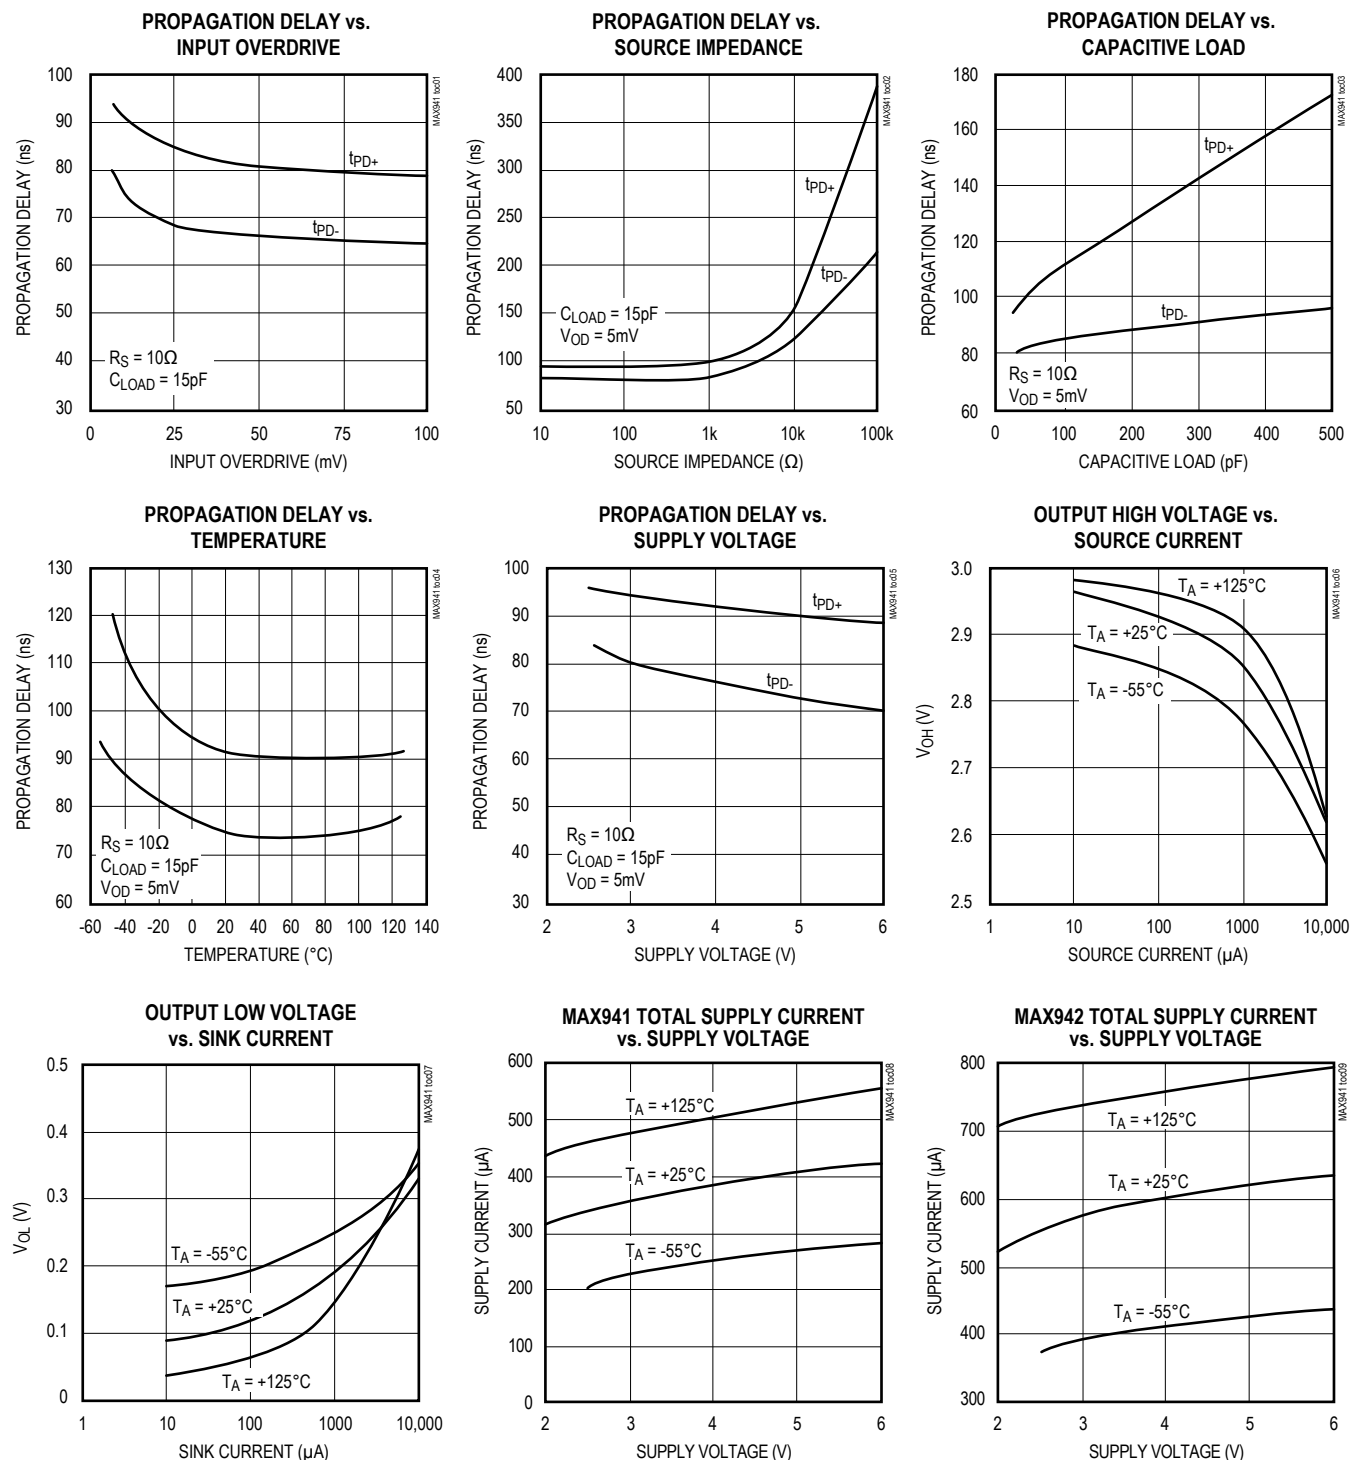 PROPAGATION DELAY vs.
INPUT OVERDRIVE
MAX941 toc01
PROPAGATION DELAY (ns)
100
90
80
70
60
50
40
30
tPD+
tPD-
RS = 10Ω
CLOAD = 15pF
0 25 50 75 100
INPUT OVERDRIVE (mV)
PROPAGATION DELAY vs.
SOURCE IMPEDANCE
MAX941 toc02
PROPAGATION DELAY (ns)
400
350
300
250
200
150
100
50
tPD+
tPD-
CLOAD = 15pF
VOD = 5mV
10 100 1k 10k 100k
SOURCE IMPEDANCE (Ω)
PROPAGATION DELAY vs.
CAPACITIVE LOAD
MAX941 toc03
PROPAGATION DELAY (ns)
180
160
140
120
100
80
60
tPD+
tPD-
RS = 10Ω
VOD = 5mV
0 100 200 300 400 500
CAPACITIVE LOAD (pF)
PROPAGATION DELAY vs.
TEMPERATURE
MAX941 toc04
PROPAGATION DELAY (ns)
130
120
110
100
90
80
70
60
RS = 10Ω
CLOAD = 15pF
VOD = 5mV
-60 -40 -20 0 20 40 60 80 100 120 140
TEMPERATURE (°C)
PROPAGATION DELAY vs.
SUPPLY VOLTAGE
MAX941 toc05
PROPAGATION DELAY (ns)
100
90
80
70
60
50
40
30
tPD+
tPD-
RS = 10Ω
CLOAD = 15pF
VOD = 5mV
2 3 4 5 6
SUPPLY VOLTAGE (V)
OUTPUT HIGH VOLTAGE vs.
SOURCE CURRENT
MAX941 toc06
VOH (V)
3.0
2.9
2.8
2.7
2.6
2.5
TA = +125°C
TA = +25°C
TA = -55°C
1 10 100 1000 10,000
SOURCE CURRENT (µA)
OUTPUT LOW VOLTAGE
vs. SINK CURRENT
MAX941 toc07
VOL (V)
0.5
0.4
0.3
0.2
0.1
0
TA = -55°C
TA = +25°C
TA = +125°C
1 10 100 1000 10,000
SINK CURRENT (µA)
MAX941 TOTAL SUPPLY CURRENT
vs. SUPPLY VOLTAGE
MAX941 toc08
SUPPLY CURRENT (µA)
600
500
400
300
200
100
0
TA = +125°C
TA = +25°C
TA = -55°C
2 3 4 5 6
SUPPLY VOLTAGE (V)
MAX942 TOTAL SUPPLY CURRENT
vs. SUPPLY VOLTAGE
MAX941 toc09
SUPPLY CURRENT (µA)
800
700
600
500
400
300
TA = +125°C
TA = +25°C
TA = -55°C
2 3 4 5 6
SUPPLY VOLTAGE (V)